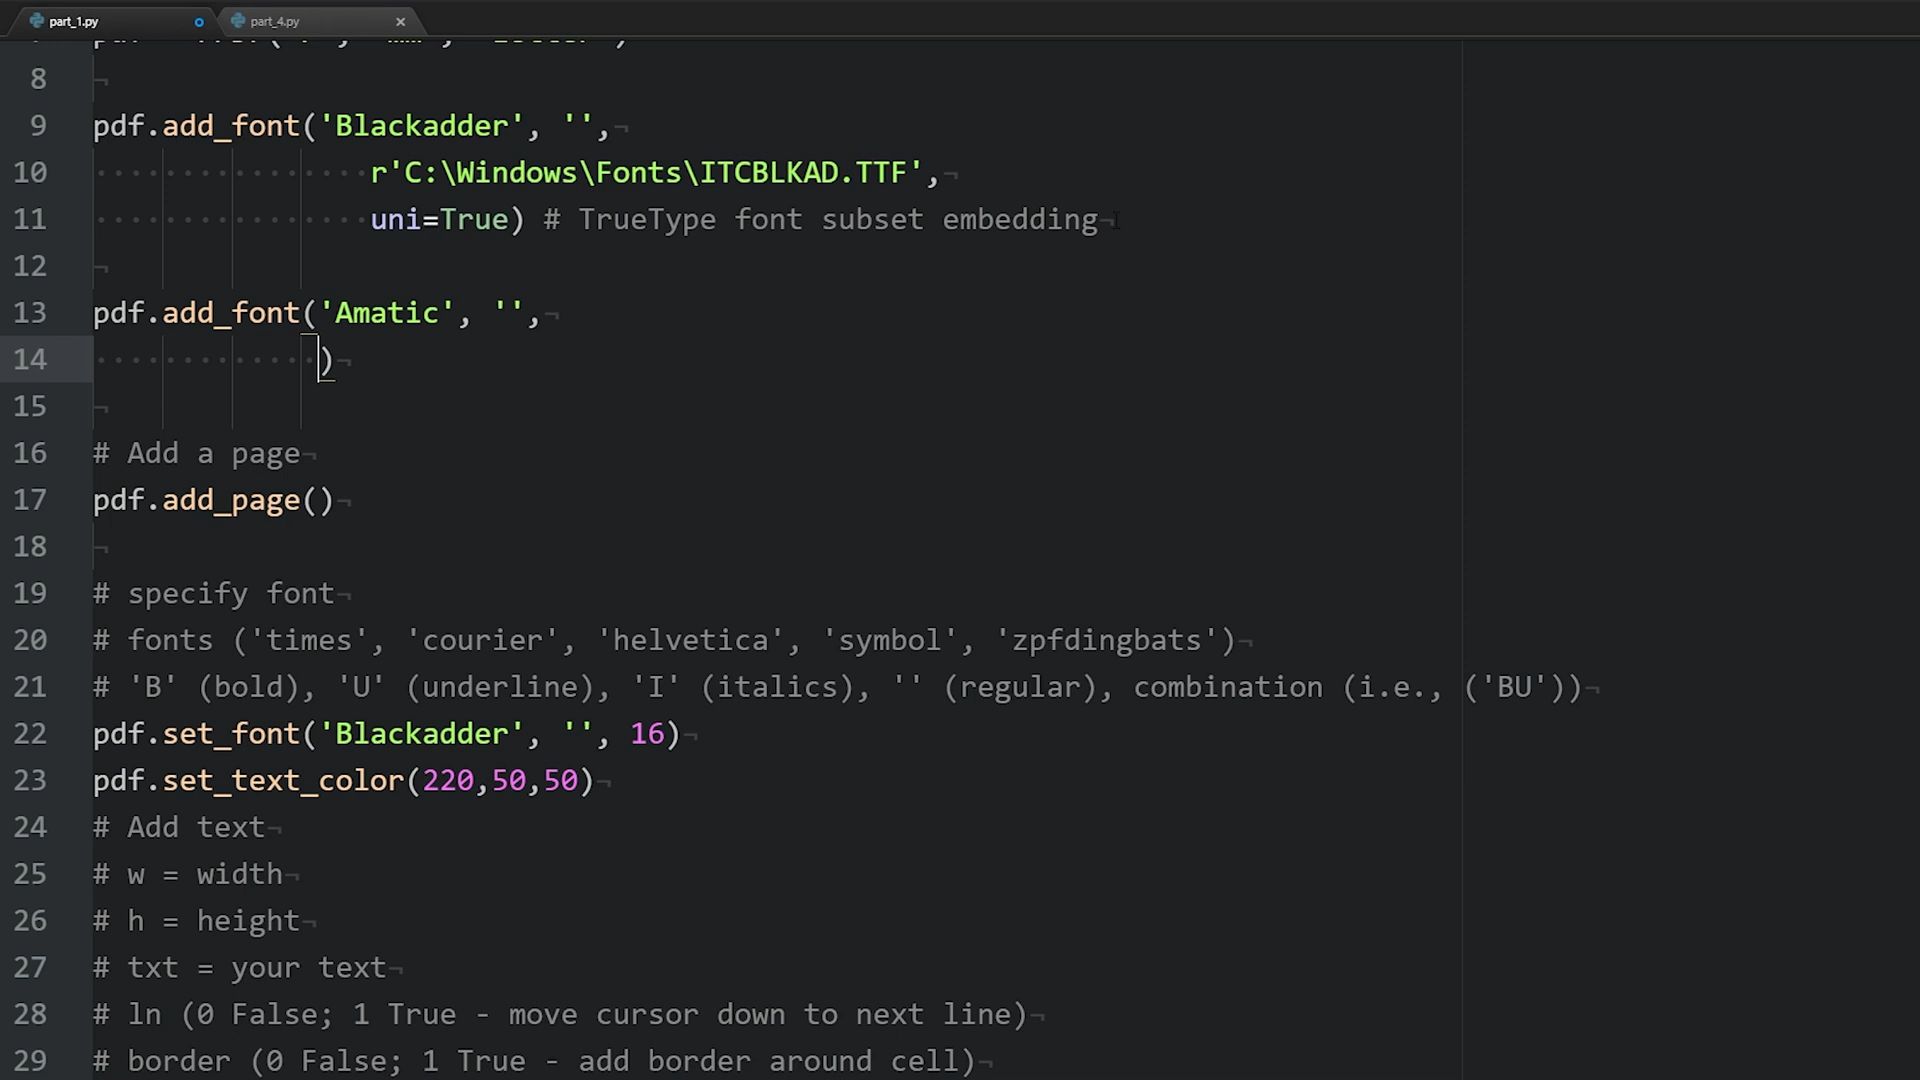 part_1.py
part_4.py
8
9 pdf.add_font('Blackadder', '',
10 r'C:\Windows\Fonts\ITCBLKAD.TTF',
11 uni=True) # TrueType font subset embedding
12
13 pdf.add_font('Amatic', '',
14 )
15
16 # Add a page
17 pdf.add_page()
18
19 # specify font
20 # fonts ('times', 'courier', 'helvetica', 'symbol', 'zpfdingbats')
21 # 'B' (bold), 'U' (underline), 'I' (italics), '' (regular), combination (i.e., ('BU'))
22 pdf.set_font('Blackadder', '', 16)
23 pdf.set_text_color(220,50,50)
24 # Add text
25 # w = width
26 # h = height
27 # txt = your text
28 # ln (0 False; 1 True - move cursor down to next line)
29 # border (0 False; 1 True - add border around cell)